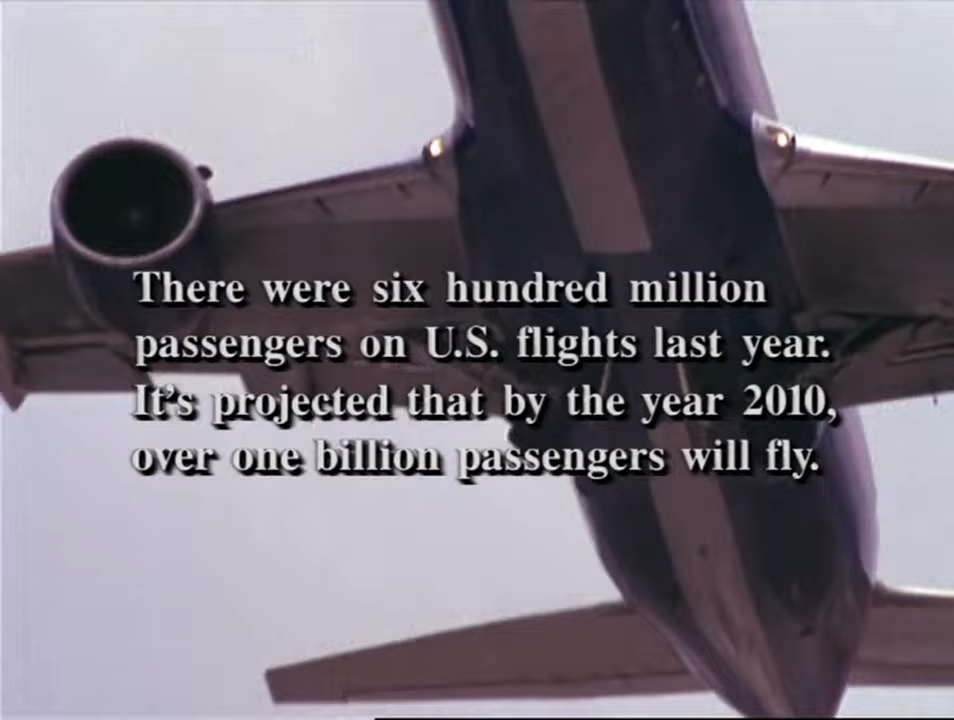 There were six hundred million
passengers on U.S. flights last year.
It's projected that by the year 2010,
over one billion passengers will fly.